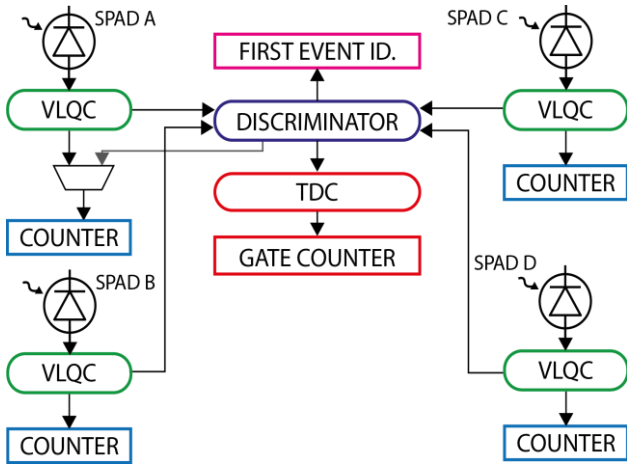 SPAD A
SPAD C
FIRST EVENT ID.
VLQC
DISCRIMINATOR
VLQC
TDC
COUNTER
COUNTER
GATE COUNTER
SPAD B
SPAD D
VLQC
VLQC
COUNTER
COUNTER